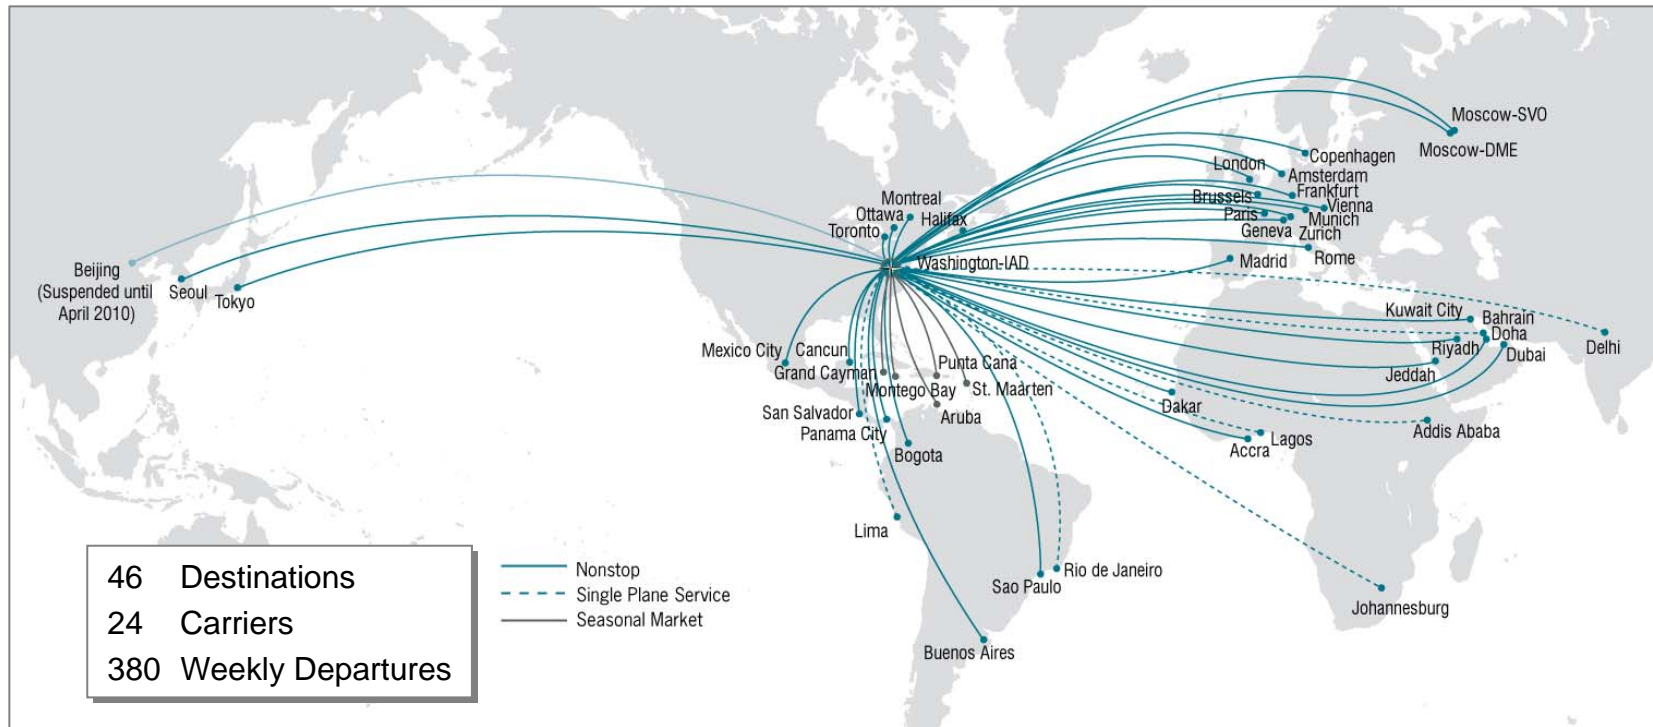 Moscow-SVO
Moscow-DME
Copenhagen
London
Amsterdam
Frankfurt
Brussels
Vienna
Paris
Munich
Geneva
Zurich
Rome
Madrid
Montreal
Ottawa
Halifax
Toronto
Washington-IAD
Beijing
(Suspended until
April 2010)
Seoul
Tokyo
Kuwait City
Bahrain
Doha
Riyadh
Dubai
Delhi
Jeddah
Mexico City
Cancun
Grand Cayman
Punta Cana
Montego Bay
St. Maarten
Aruba
San Salvador
Panama City
Bogota
Dakar
Lagos
Accra
Addis Ababa
Lima
Sao Paulo
Rio de Janeiro
Johannesburg
Buenos Aires
46 Destinations
24 Carriers
380 Weekly Departures
Nonstop
Single Plane Service
Seasonal Market